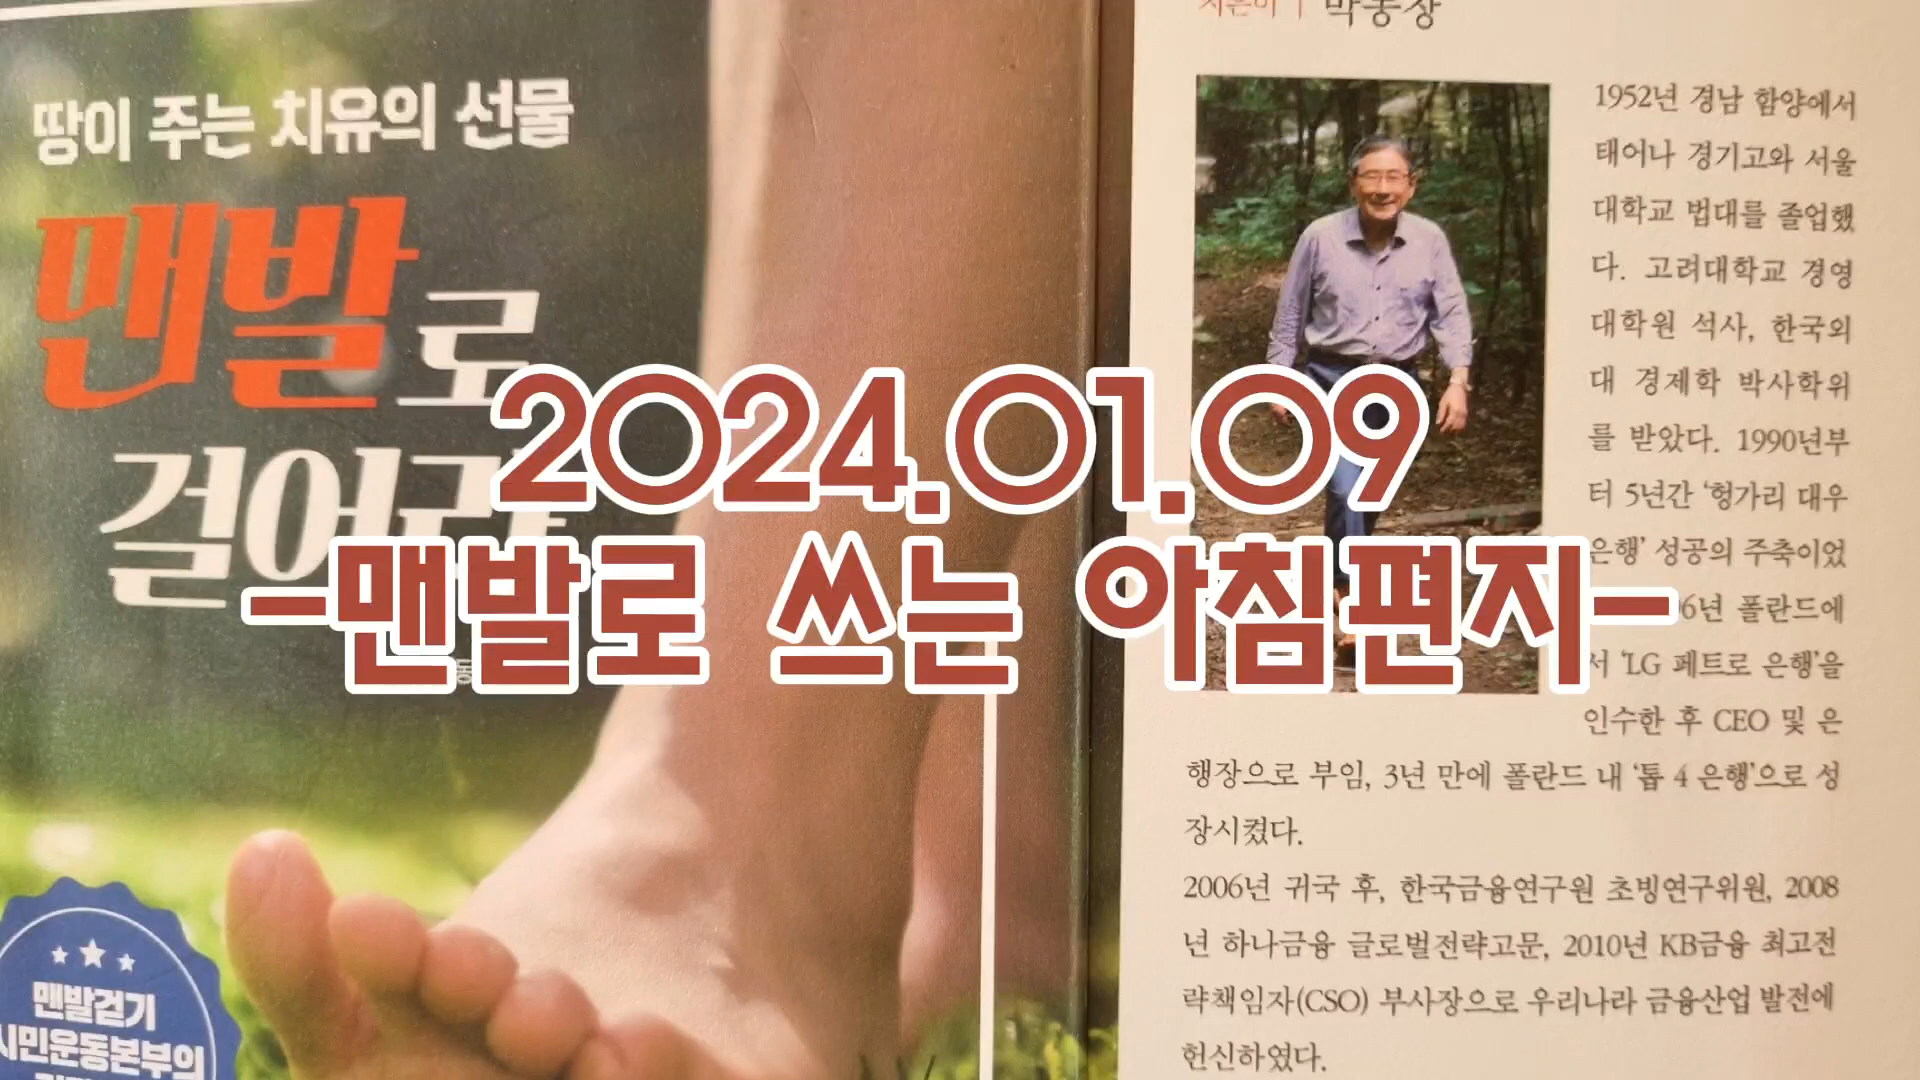 땅이 주는 치유의 선물
맨발로
2024.01.09
-맨발로 쓰는 아침편지-
맨발걷기
시민운동본부의
지은이 | 박동창
1952년 경남 함양에서
태어나 경기고와 서울
대학교 법대를 졸업했
다. 고려대학교 경영
대학원 석사, 한국외
대 경제학 박사학위
를 받았다. 1990년부
터 5년간 '헝가리 대우
은행' 성공의 주축이었
6년 폴란드에
서 'LG 페트로 은행'을
인수한 후 CEO 및 은
행장으로 부임, 3년 만에 폴란드 내 '톱 4 은행'으로 성
장시켰다.
2006년 귀국 후, 한국금융연구원 초빙연구위원, 2008
년 하나금융 글로벌전략고문, 2010년 KB금융 최고전
략책임자(CSO) 부사장으로 우리나라 금융산업 발전에
헌신하였다.